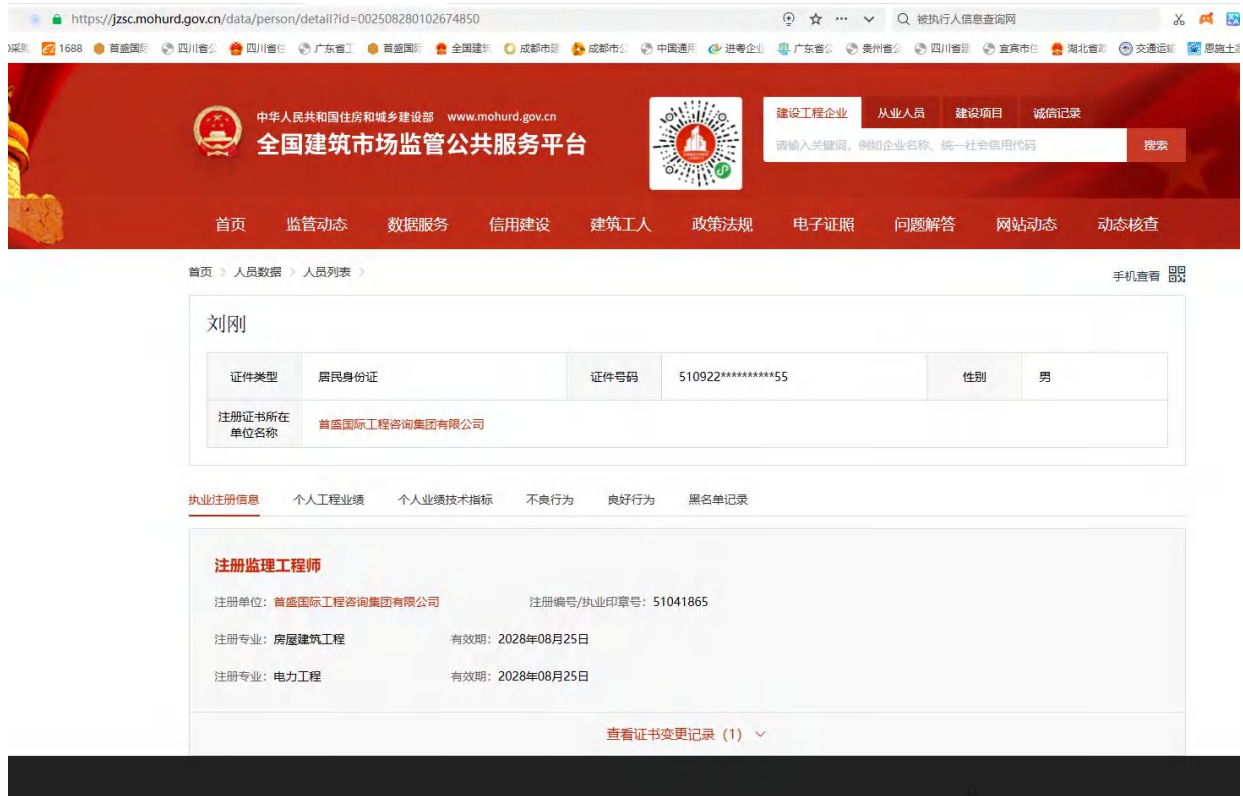 https://jzsc.mohurd.gov.cn/data/person/detail?id=002508280102674850
被执行人信息查询网
1688 首盛国际 四川省公 四川省住 广东省工 首盛国际 全国建筑 成都市建 成都市公 中国通用 进粤企业 广东省公 贵州省公 四川省建 宜宾市住 湖北省政 交通运输 恩施土家
中华人民共和国住房和城乡建设部 www.mohurd.gov.cn
全国建筑市场监管公共服务平台
建设工程企业 从业人员 建设项目 诚信记录
请输入关键词，例如企业名称、统一社会信用代码 搜索
首页 监管动态 数据服务 信用建设 建筑工人 政策法规 电子证照 问题解答 网站动态 动态核查
首页 > 人员数据 > 人员列表 >
手机查看
刘刚
证件类型 居民身份证 证件号码 510922**********55 性别 男
注册证书所在
单位名称
首盛国际工程咨询集团有限公司
执业注册信息 个人工程业绩 个人业绩技术指标 不良行为 良好行为 黑名单记录
注册监理工程师
注册单位：首盛国际工程咨询集团有限公司 注册编号/执业印章号：51041865
注册专业：房屋建筑工程 有效期：2028年08月25日
注册专业：电力工程 有效期：2028年08月25日
查看证书变更记录（1）